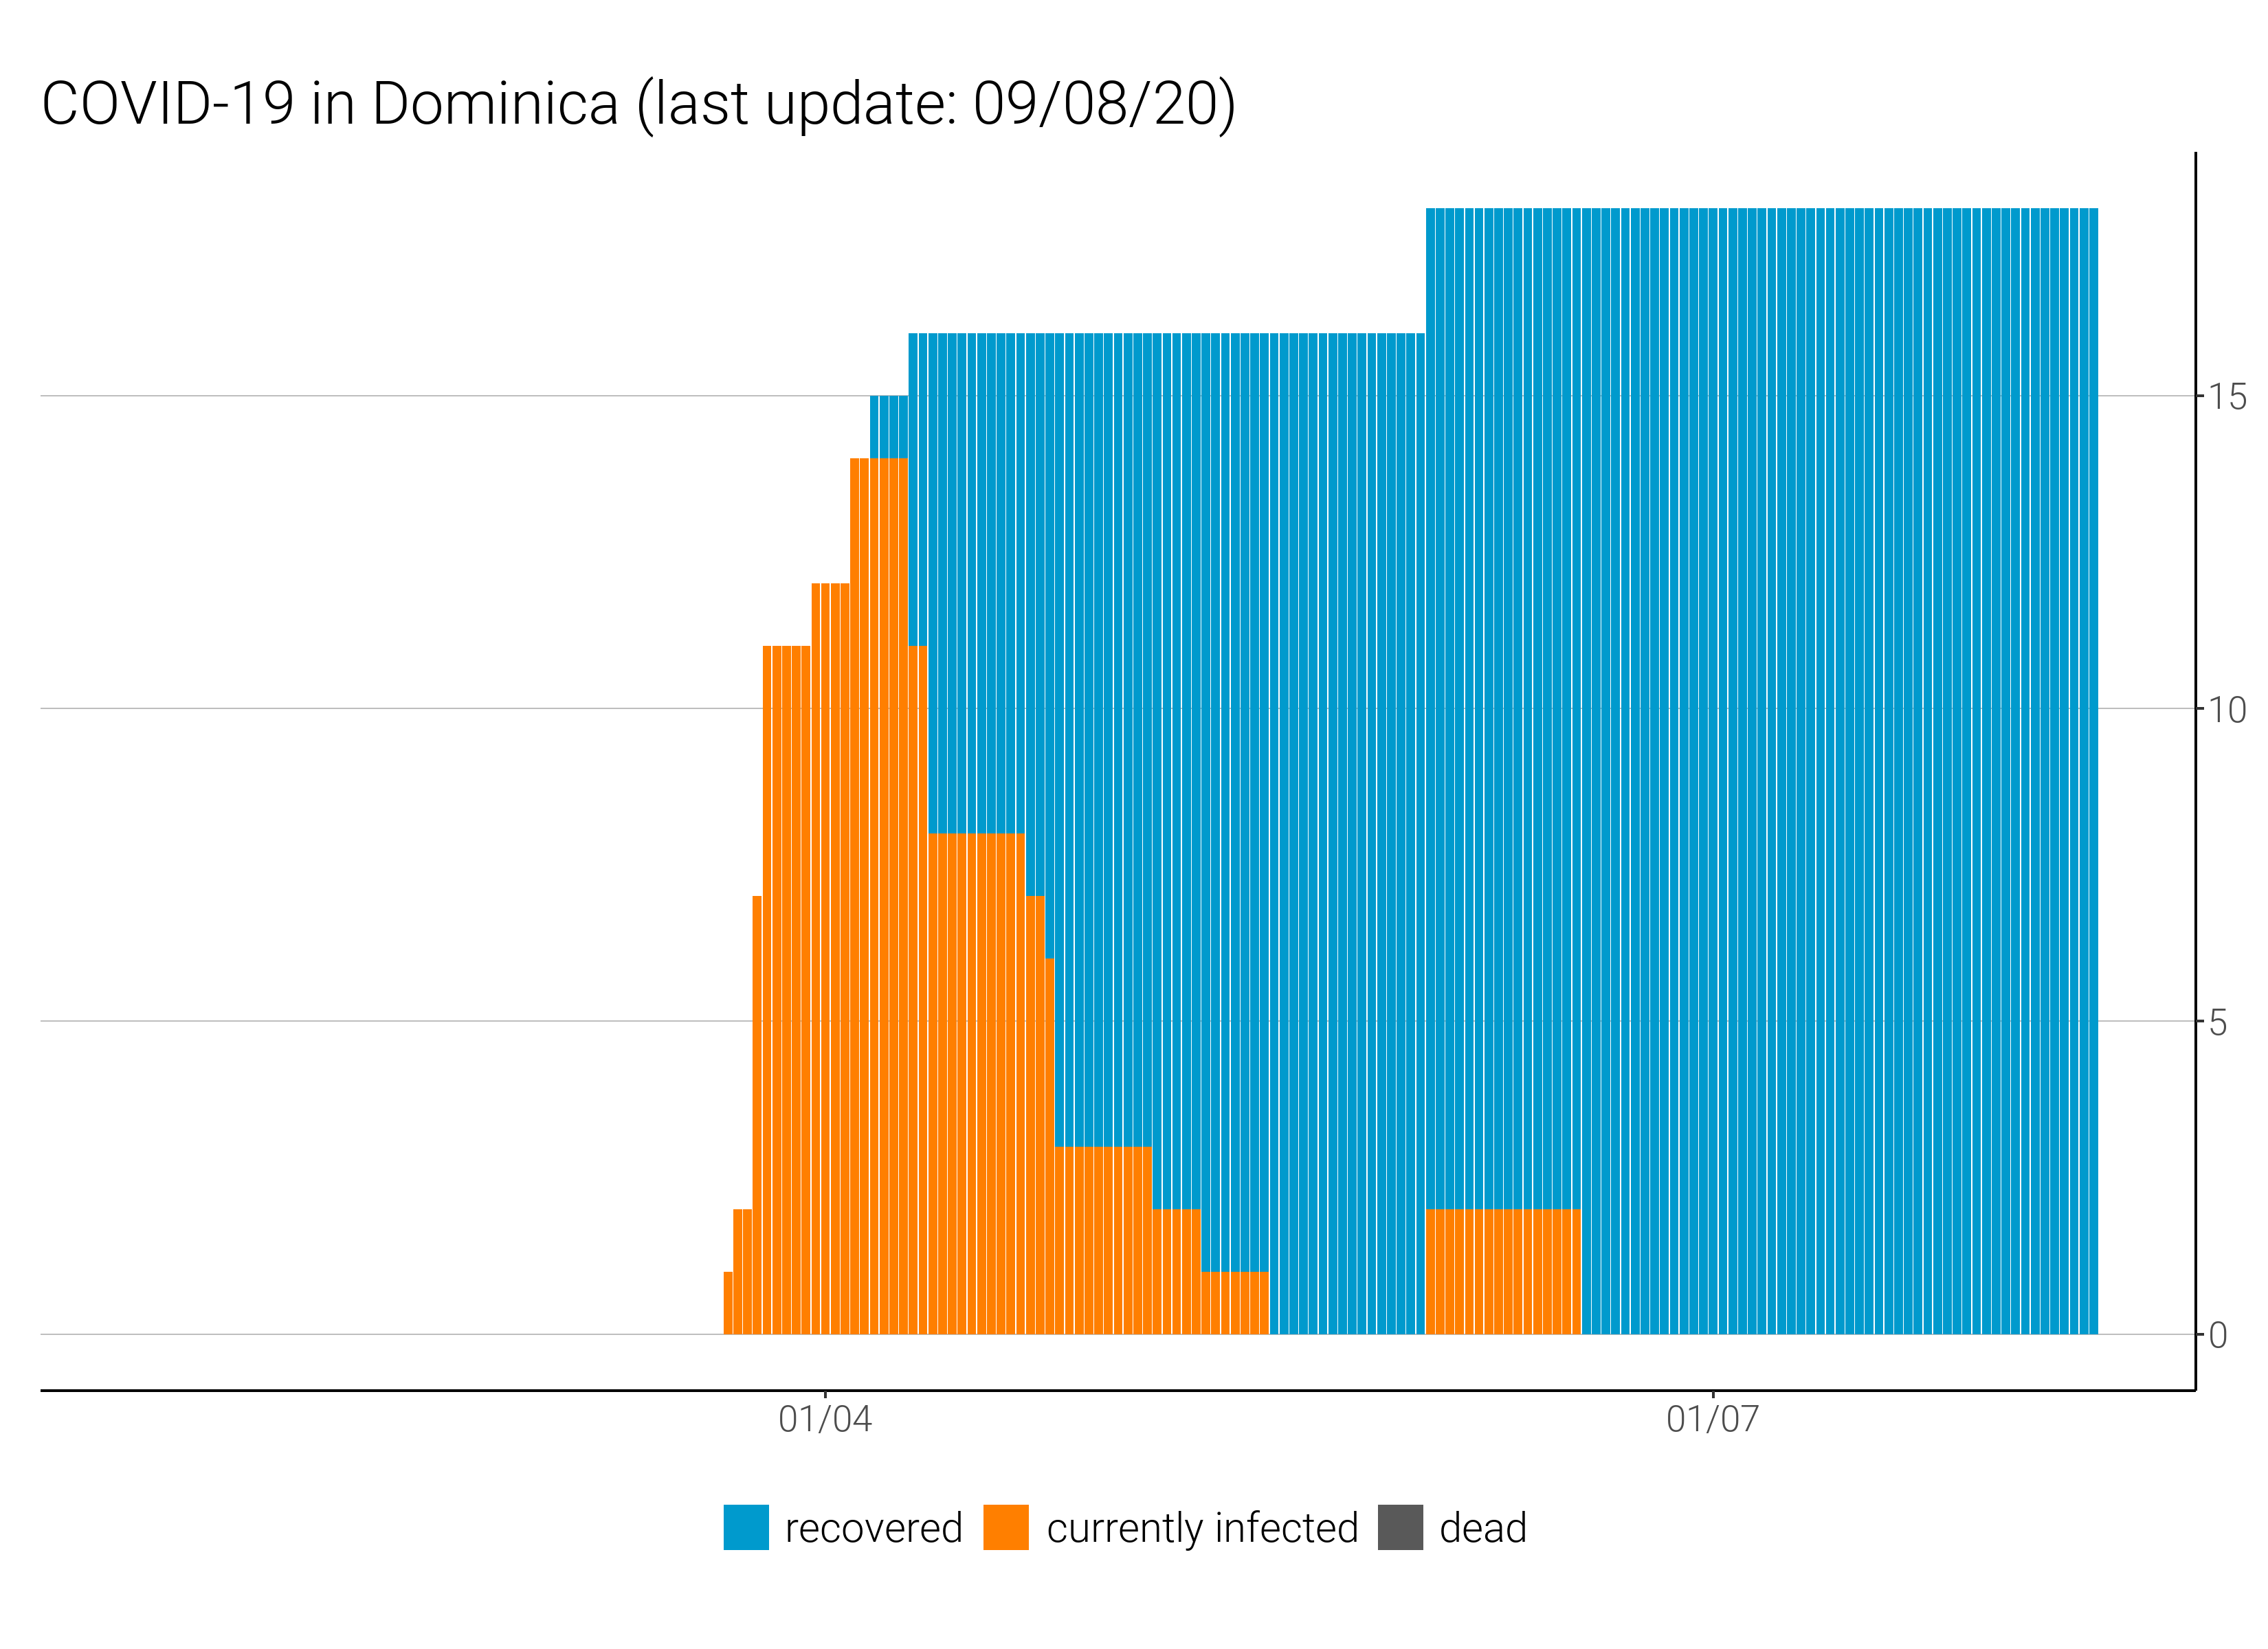 COVID-19 in Dominica (last update: 09/08/20)
15
10
5
0
01/04 01/07
recovered currently infected dead